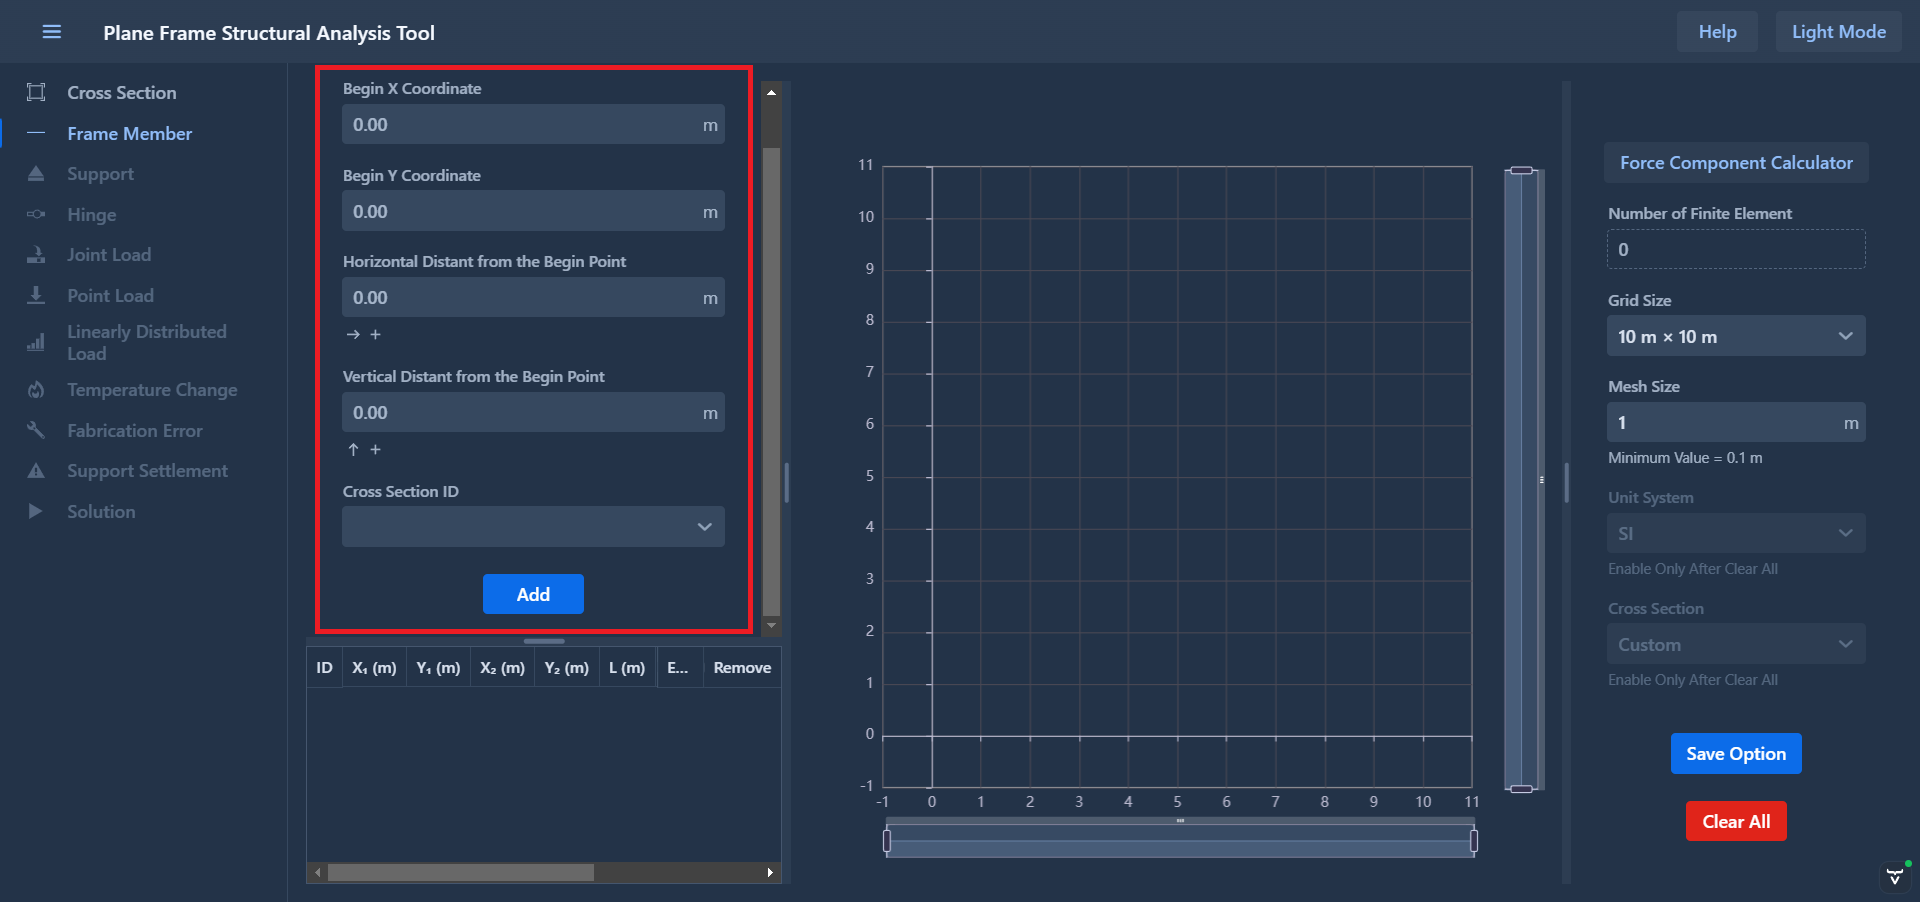 Plane Frame Structural Analysis Tool
Help
Light Mode
Cross Section
Frame Member
Support
Hinge
Joint Load
Point Load
Linearly Distributed
Load
Temperature Change
Fabrication Error
Support Settlement
Solution
Begin X Coordinate
0.00 m
Begin Y Coordinate
0.00 m
Horizontal Distant from the Begin Point
0.00 m
→ +
Vertical Distant from the Begin Point
0.00 m
↑ +
Cross Section ID
Add
ID X₁ (m) Y₁ (m) X₂ (m) Y₂ (m) L (m) E... Remove
11
10
9
8
7
6
5
4
3
2
1
0
-1
-1 0 1 2 3 4 5 6 7 8 9 10 11
Force Component Calculator
Number of Finite Element
0
Grid Size
10 m × 10 m
Mesh Size
1 m
Minimum Value = 0.1 m
Unit System
SI
Enable Only After Clear All
Cross Section
Custom
Enable Only After Clear All
Save Option
Clear All